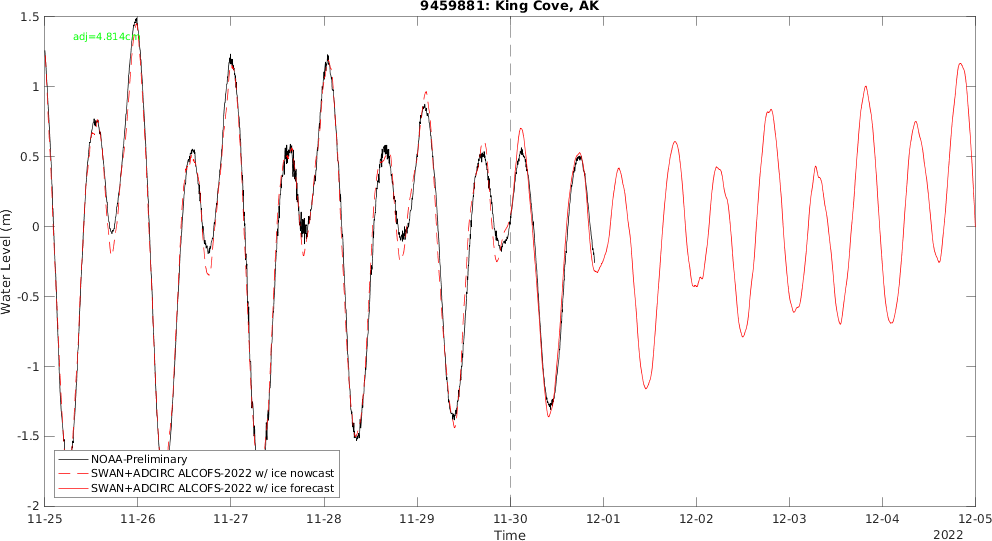 9459881: King Cove, AK
adj=4.814cm
Water Level (m)
1.5
1
0.5
0
-0.5
-1
-1.5
-2
NOAA-Preliminary
SWAN+ADCIRC ALCOFS-2022 w/ ice nowcast
SWAN+ADCIRC ALCOFS-2022 w/ ice forecast
11-25 11-26 11-27 11-28 11-29 11-30 12-01 12-02 12-03 12-04 12-05
Time
2022